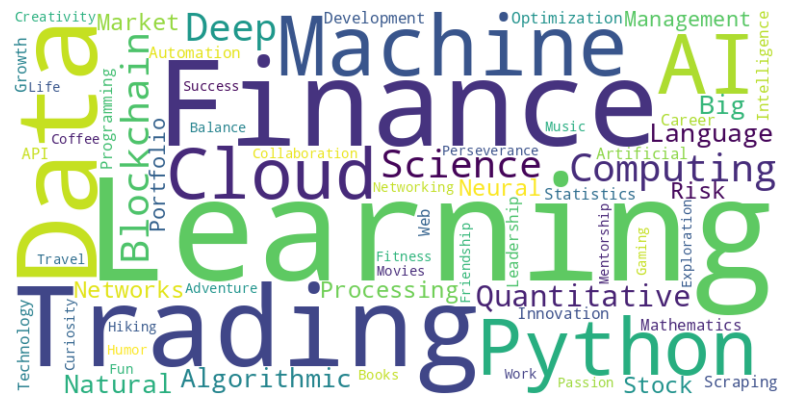 Creativity
Market
Deep
Development
Optimization
Management
Machine
AI
Intelligence
Data
Growth
Life
Automation
Success
Finance
Big
Blockchain
Programming
Portfolio
Coffee
API
Balance
Music
Career
Language
Collaboration
Perseverance
Artificial
Cloud
Science
Computing
Networking
Neural
Statistics
Risk
Learning
Web
Leadership
Friendship
Mentorship
Gaming
Exploration
Travel
Fitness
Movies
Networks
Adventure
Processing
Quantitative
Trading
Technology
Curiosity
Hiking
Innovation
Mathematics
Python
Humor
Fun
Natural
Algorithmic
Books
Work
Passion
Stock
Scraping